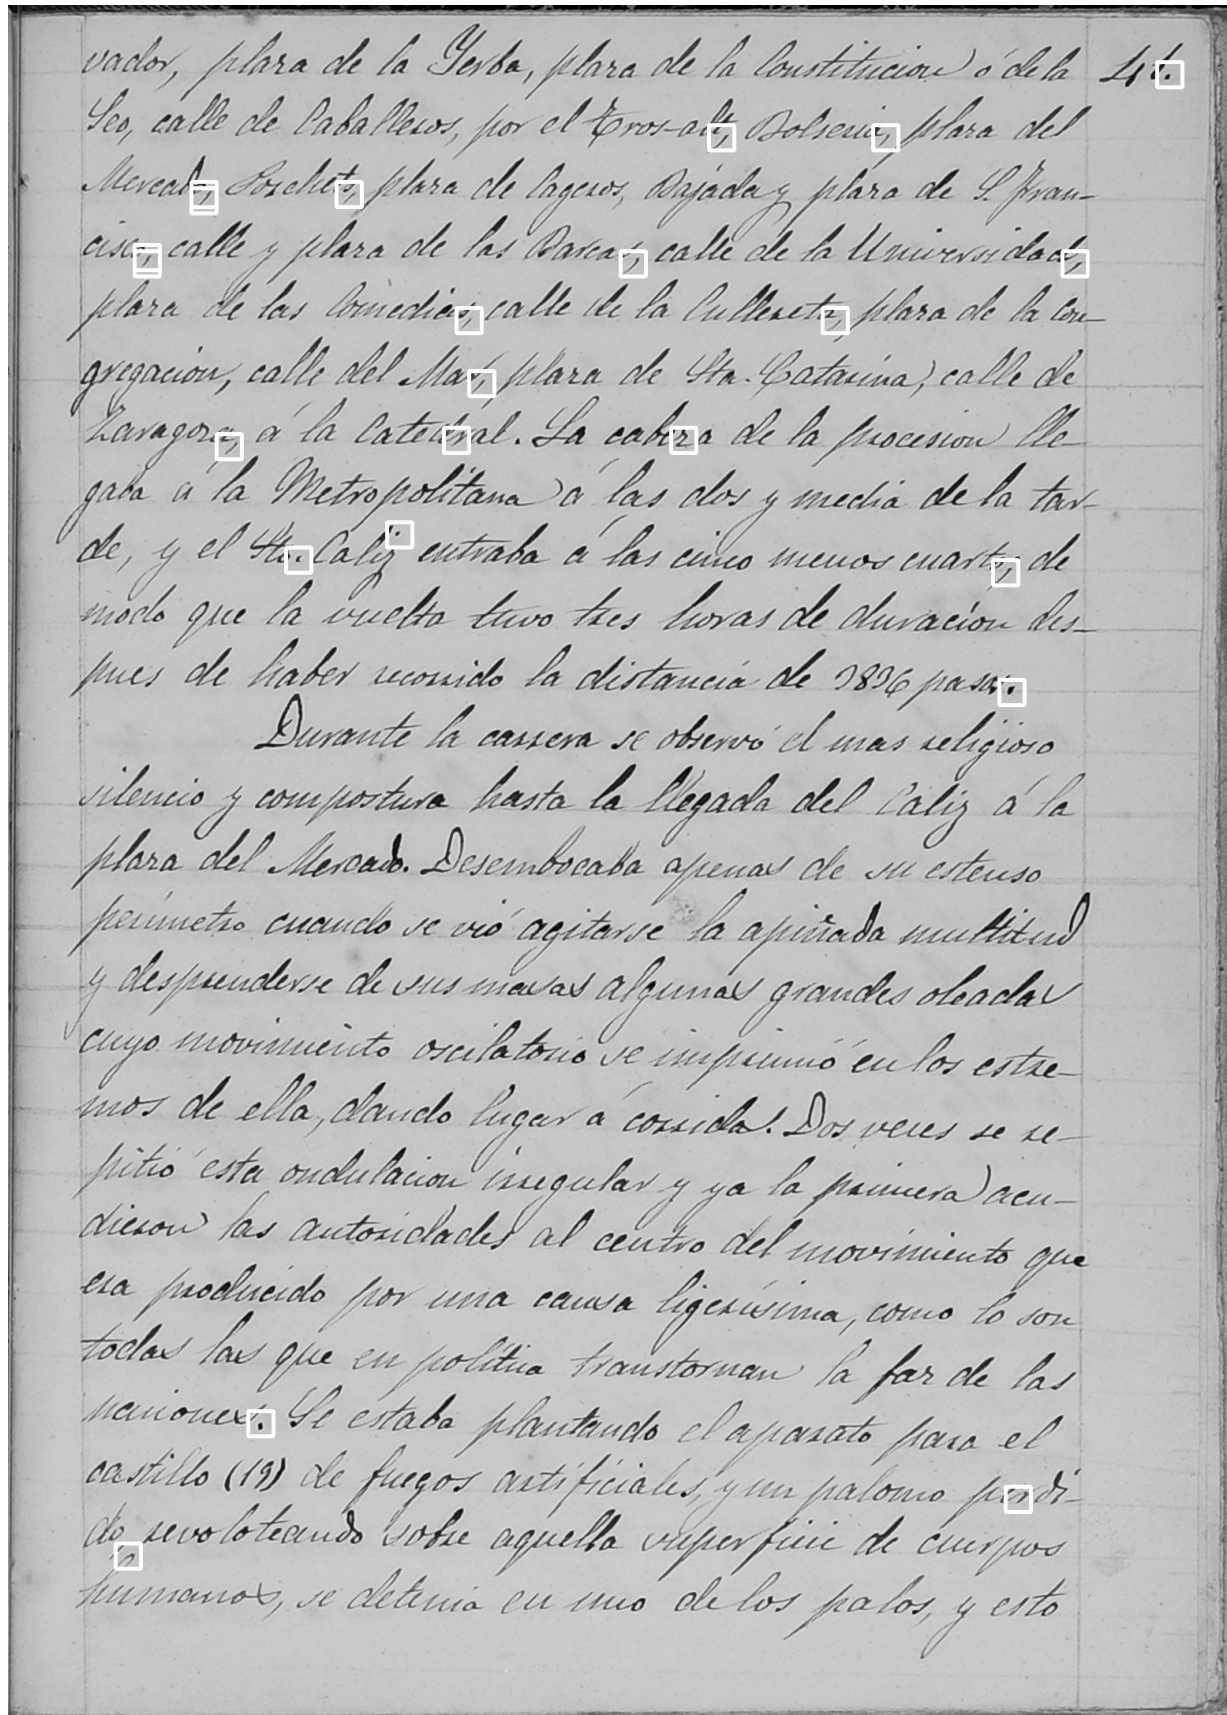 vador, plaza de la Yerba, plaza de la Constitucion ó de la 41.
Seo, calle de Caballeros, por el Tros-alt, Bolseria, plaza del
Mercado, Porchets, plaza de Cageros, Bajada y plaza de S. Fran-
cisco, calle y plaza de las Barcas, calle de la Universidad,
plaza de las Comedias, calle de la Cullereta, plaza de la Con-
gregacion, calle del Mar, plaza de Sta. Catarina, calle de
Zaragoza, á la Catedral. La cabeza de la procesion lle-
gaba á la Metropolitana á las dos y media de la tar-
de, y el Sto. Caliz entraba á las cinco menos cuarto, de
modo que la vuelta tuvo tres horas de duracion des-
pues de haber recorrido la distancia de 3836 pasos.
Durante la carrera se observó el mas religioso
silencio y compostura hasta la llegada del Caliz á la
plaza del Mercado. Desembocaba apenas de su estenso
perimetro cuando se vió agitarse la apiñada multitud
y desprenderse de sus masas algunas grandes oleadas
cuyo movimiento oscilatorio se imprimió en los estre-
mos de ella, dando lugar á corridas. Dos veces se re-
pitió esta ondulacion irregular y ya la primera acu-
dieron las autoridades al centro del movimiento que
era producido por una causa ligerísima, como lo son
todas las que en politica transtornan la faz de las
naciones. Se estaba plantando el aparato para el
castillo (19) de fuegos artificiales, y un palomo perdi-
do, revoloteando sobre aquella superficie de cuerpos
humanos, se detenia en uno de los palos, y esto